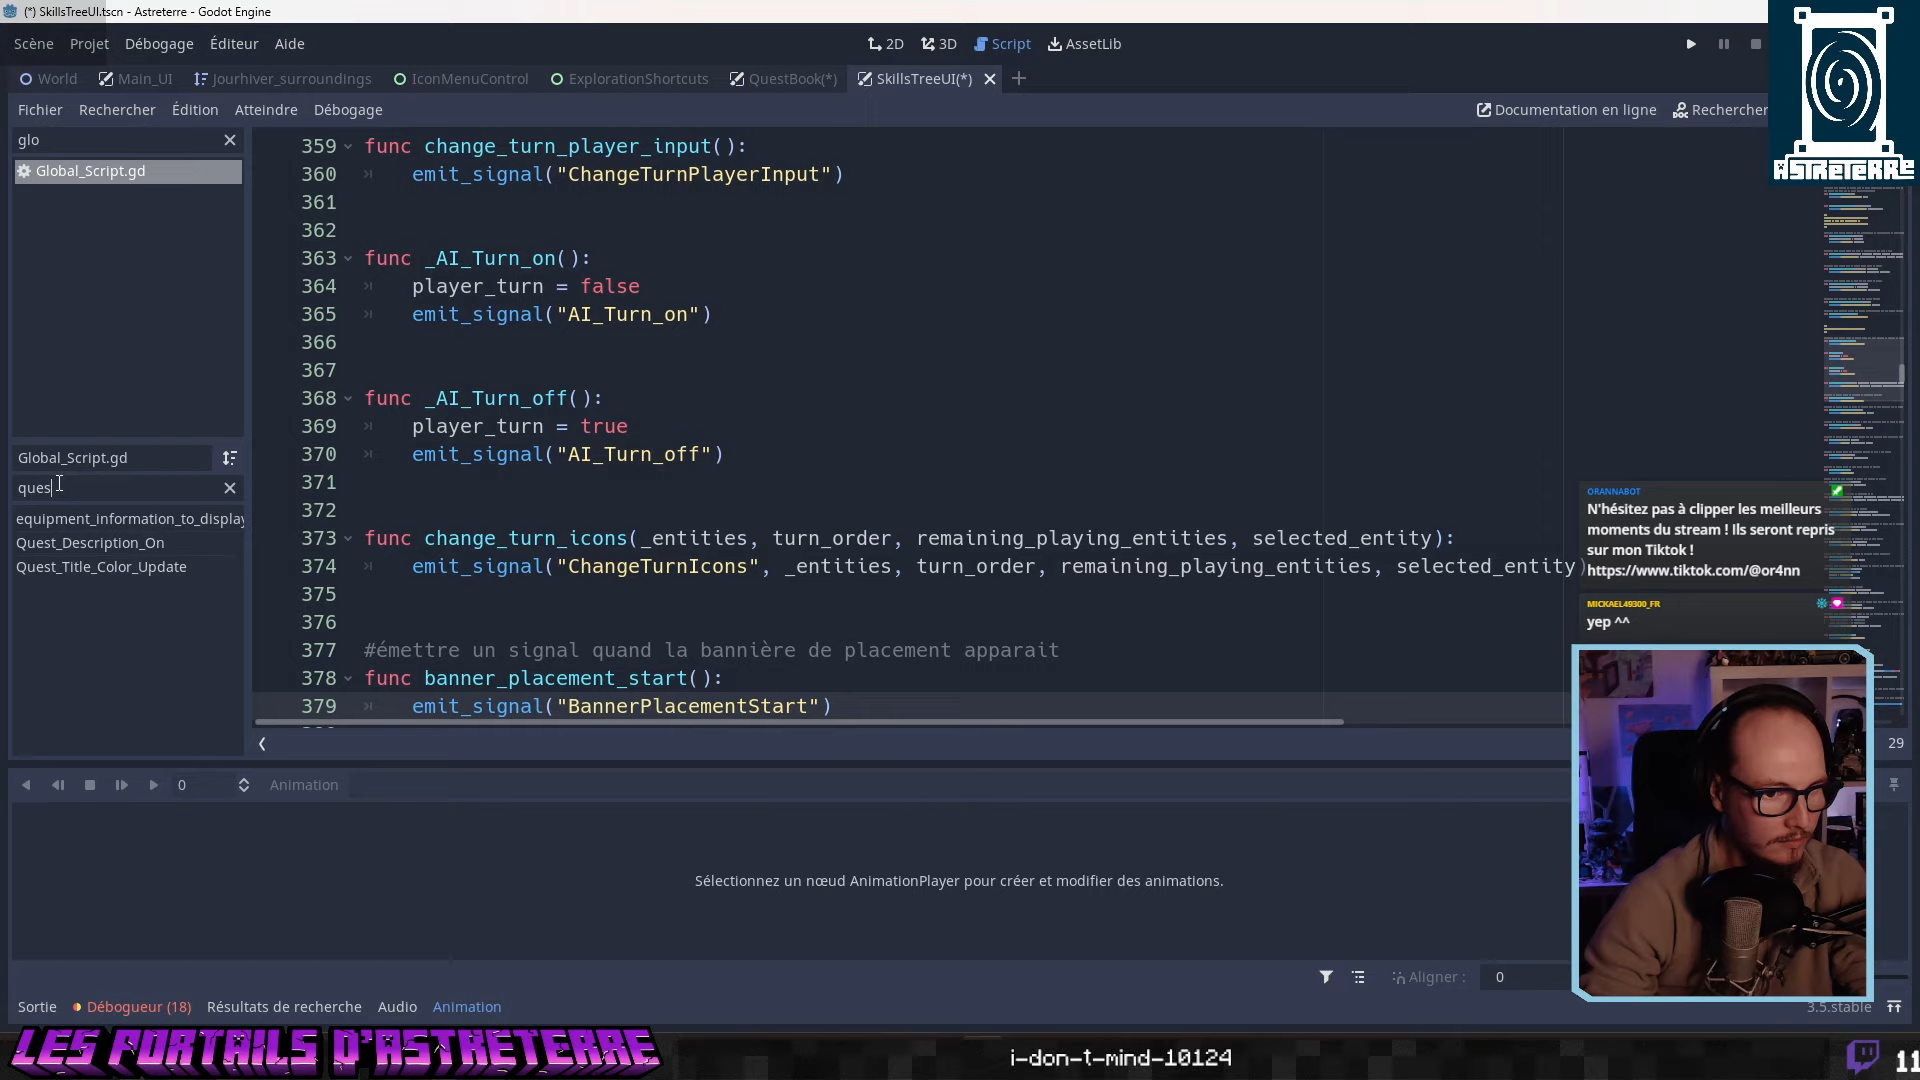 (*) SkillsTreeUI.tscn - Astreterre - Godot Engine
Scène Projet Débogage Éditeur Aide
2D 3D Script AssetLib
World Main_UI Jourhiver_surroundings IconMenuControl ExplorationShortcuts QuestBook(*) SkillsTreeUI(*)
Fichier Rechercher Édition Atteindre Débogage
Documentation en ligne Rechercher
ASTRETERRE
glo
Global_Script.gd
Global_Script.gd
ques
equipment_information_to_display
Quest_Description_On
Quest_Title_Color_Update
359 func change_turn_player_input():
360 emit_signal("ChangeTurnPlayerInput")
361
362
363 func _AI_Turn_on():
364 player_turn = false
365 emit_signal("AI_Turn_on")
366
367
368 func _AI_Turn_off():
369 player_turn = true
370 emit_signal("AI_Turn_off")
371
372
373 func change_turn_icons(_entities, turn_order, remaining_playing_entities, selected_entity):
374 emit_signal("ChangeTurnIcons", _entities, turn_order, remaining_playing_entities, selected_entity)
375
376
377 #émettre un signal quand la bannière de placement apparait
378 func banner_placement_start():
379 emit_signal("BannerPlacementStart")
29
ORANNABOT
N'hésitez pas à clipper les meilleurs
moments du stream ! Ils seront repris
sur mon Tiktok !
https://www.tiktok.com/@or4nn
MICKAEL49300_FR
yep ^^
0 Animation
Sélectionnez un nœud AnimationPlayer pour créer et modifier des animations.
Aligner : 0
Sortie Débogueur (18) Résultats de recherche Audio Animation
3.5.stable
LES PORTAILS D'ASTRETERRE
i-don-t-mind-10124
11